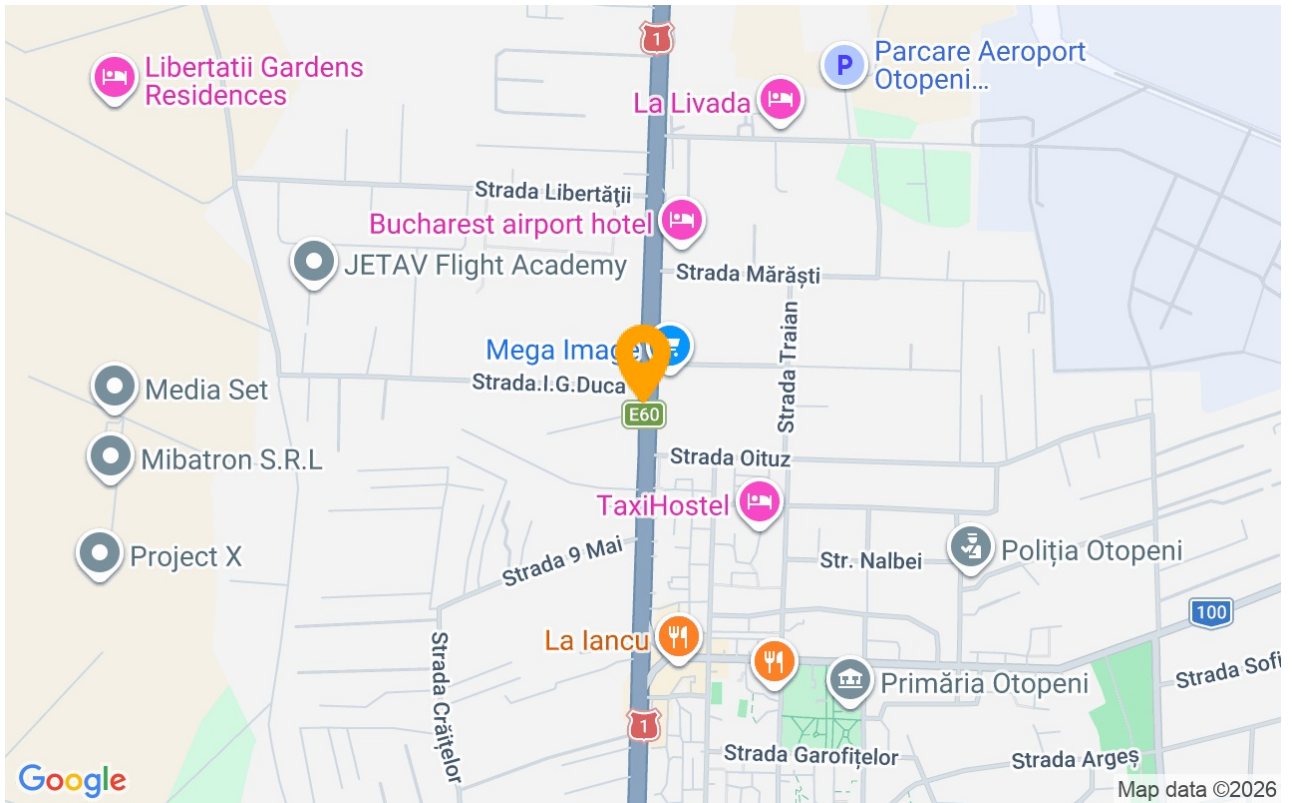 1
Parcare Aeroport
Otopeni...
P
Libertatii Gardens
Residences
La Livada
Strada Libertăţii
Bucharest airport hotel
JETAV Flight Academy
Strada Mărăști
Strada Traian
Mega Image
Strada.I.G.Duca
Media Set
E60
Mibatron S.R.L
Strada Oituz
TaxiHostel
Project X
Strada 9 Mai
Str. Nalbei
Poliția Otopeni
100
La Iancu
Strada Crăițelor
Primăria Otopeni
Strada Sofi
1
Strada Garofițelor
Strada Argeș
Google
Map data ©2026